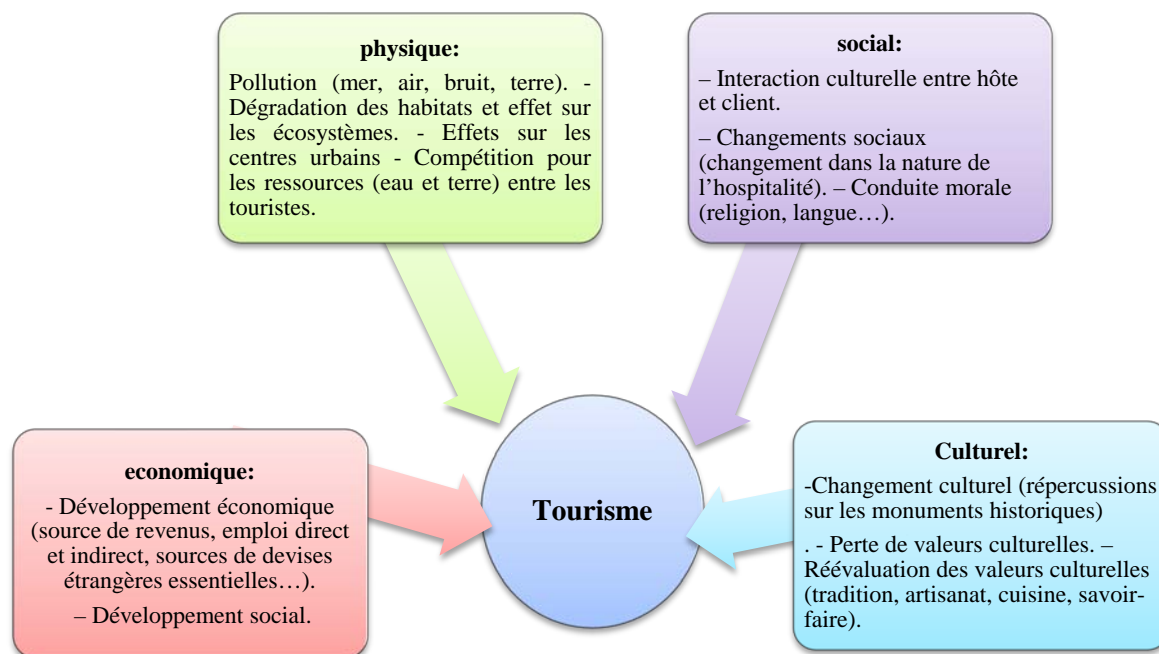 physique:
Pollution (mer, air, bruit, terre). -
Dégradation des habitats et effet sur
les écosystèmes. - Effets sur les
centres urbains - Compétition pour
les ressources (eau et terre) entre les
touristes.
social:
– Interaction culturelle entre hôte
et client.
– Changements sociaux
(changement dans la nature de
l’hospitalité). – Conduite morale
(religion, langue…).
economique:
- Développement économique
(source de revenus, emploi direct
et indirect, sources de devises
étrangères essentielles…).
– Développement social.
Tourisme
Culturel:
-Changement culturel (répercussions
sur les monuments historiques)
. - Perte de valeurs culturelles. –
Réévaluation des valeurs culturelles
(tradition, artisanat, cuisine, savoir-
faire).